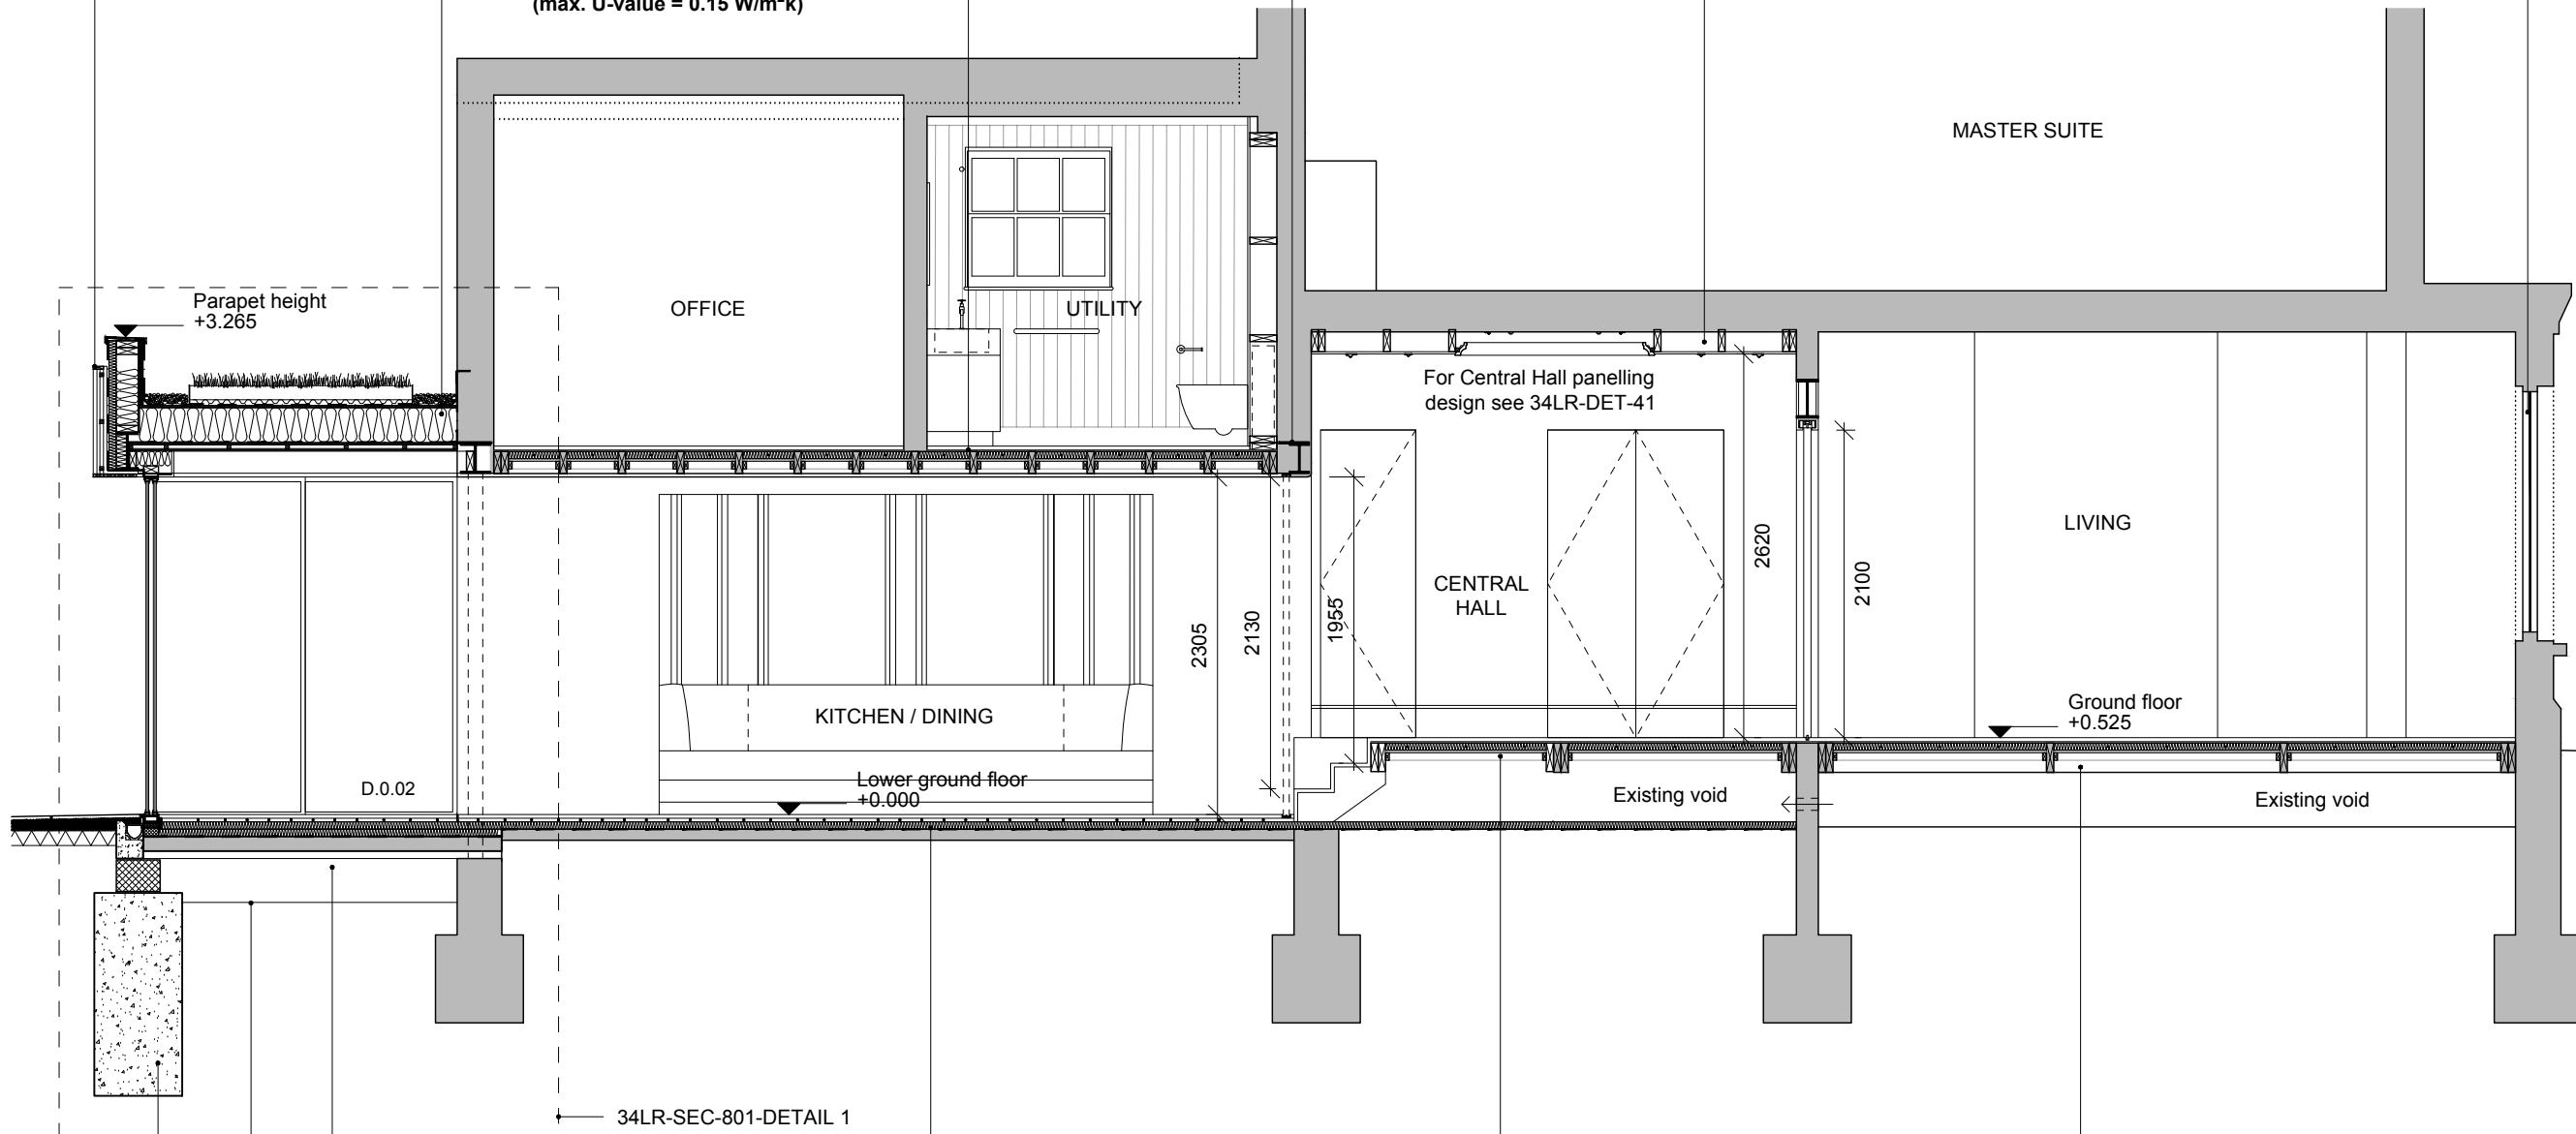 (max. U-value = 0.15 W/m²k)
MASTER SUITE
Parapet height
+3.265
OFFICE
UTILITY
For Central Hall panelling
design see 34LR-DET-41
LIVING
2620
2100
CENTRAL
HALL
1955
2130
2305
Ground floor
+0.525
KITCHEN / DINING
D.0.02
Lower ground floor
+0.000
Existing void
Existing void
34LR-SEC-801-DETAIL 1